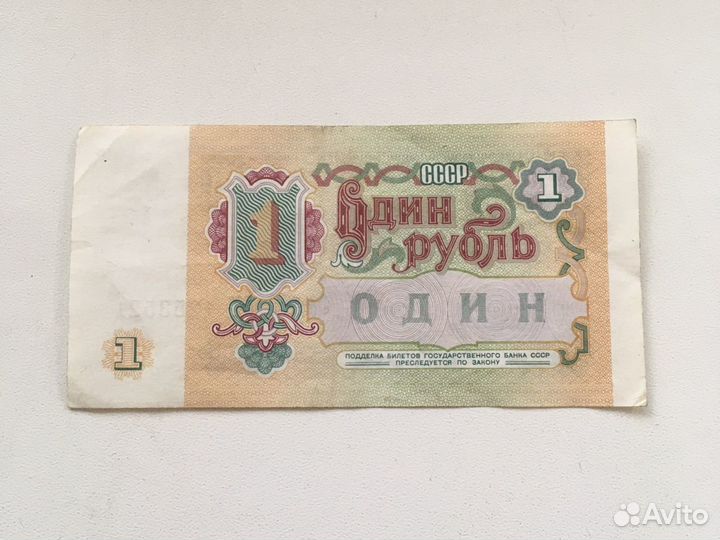 СССР
1
1
Один
рубль
ОДИН
1
ПОДДЕЛКА БИЛЕТОВ ГОСУДАРСТВЕННОГО БАНКА СССР
ПРЕСЛЕДУЕТСЯ ПО ЗАКОНУ
Avito